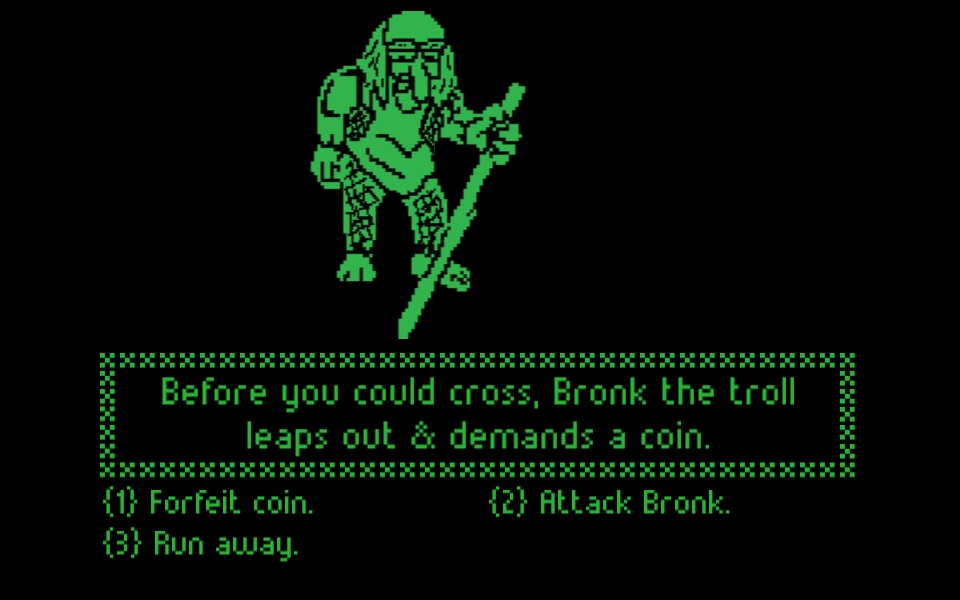 Before you could cross, Bronk the troll
leaps out & demands a coin.
{1} Forfeit coin. {2} Attack Bronk.
{3} Run away.